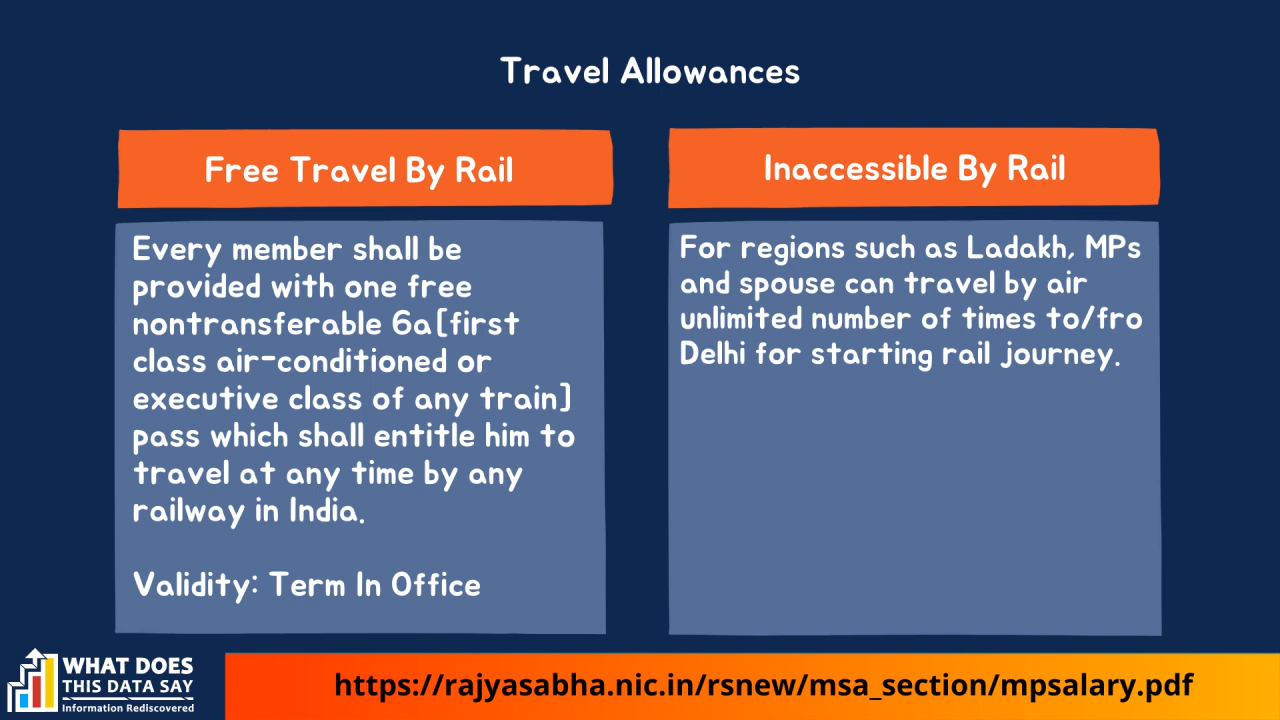 Travel Allowances
Free Travel By Rail
Every member shall be
provided with one free
nontransferable 6a[first
class air-conditioned or
executive class of any train]
pass which shall entitle him to
travel at any time by any
railway in India.
Validity: Term In Office
Inaccessible By Rail
For regions such as Ladakh, MPs
and spouse can travel by air
unlimited number of times to/fro
Delhi for starting rail journey.
WHAT DOES
THIS DATA SAY
Information Rediscovered
https://rajyasabha.nic.in/rsnew/msa_section/mpsalary.pdf